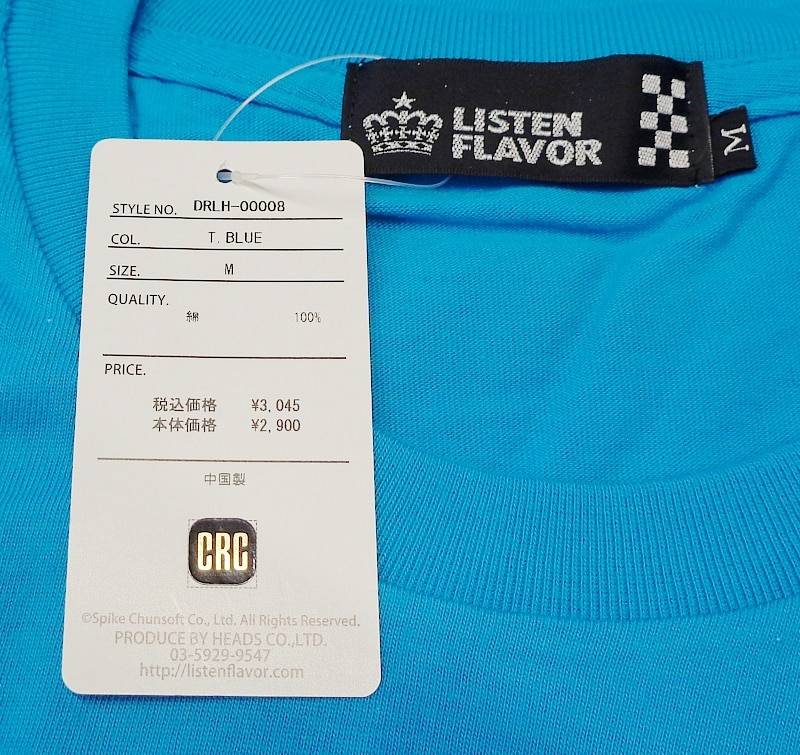 LISTEN
FLAVOR
M
STYLE NO. DRLH-00008
COL. T.BLUE
SIZE. M
QUALITY.
綿 100%
PRICE.
税込価格 ¥3,045
本体価格 ¥2,900
中国製
CRC
©Spike Chunsoft Co., Ltd. All Rights Reserved.
PRODUCE BY HEADS CO.,LTD.
03-5929-9547
http://listenflavor.com